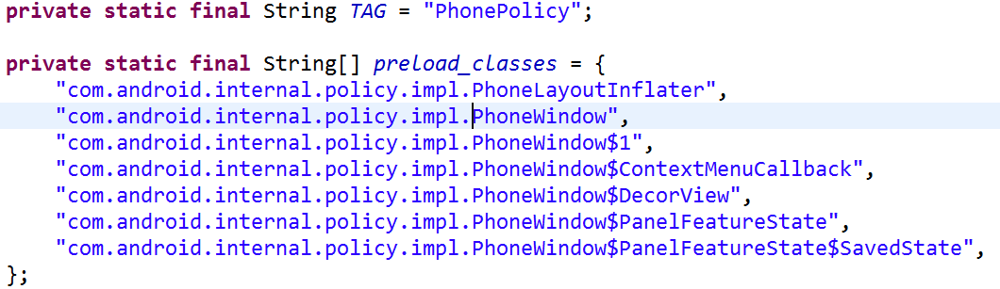 private static final String TAG = "PhonePolicy";
private static final String[] preload_classes = {
"com.android.internal.policy.impl.PhoneLayoutInflater",
"com.android.internal.policy.impl.PhoneWindow",
"com.android.internal.policy.impl.PhoneWindow$1",
"com.android.internal.policy.impl.PhoneWindow$ContextMenuCallback",
"com.android.internal.policy.impl.PhoneWindow$DecorView",
"com.android.internal.policy.impl.PhoneWindow$PanelFeatureState",
"com.android.internal.policy.impl.PhoneWindow$PanelFeatureState$SavedState",
};